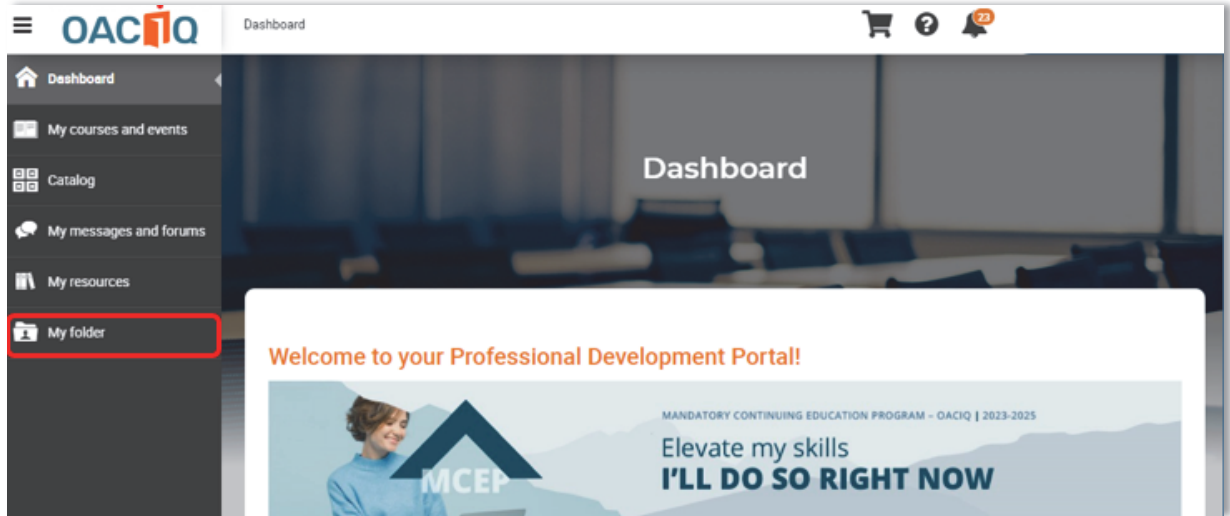 OACIQ
Dashboard
23
Dashboard
My courses and events
Catalog
My messages and forums
My resources
My folder
Dashboard
Welcome to your Professional Development Portal!
MCEP
MANDATORY CONTINUING EDUCATION PROGRAM – OACIQ | 2023-2025
Elevate my skills
I'LL DO SO RIGHT NOW